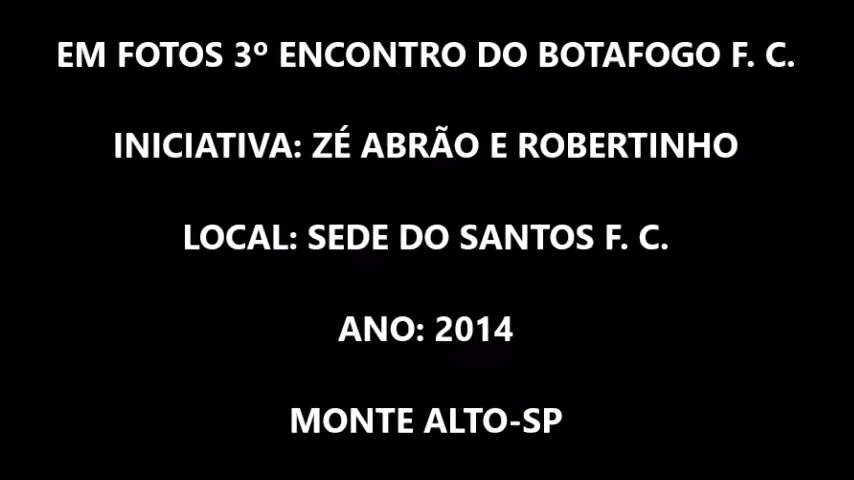 EM FOTOS 3º ENCONTRO DO BOTAFOGO F. C.
INICIATIVA: ZÉ ABRÃO E ROBERTINHO
LOCAL: SEDE DO SANTOS F. C.
ANO: 2014
MONTE ALTO-SP